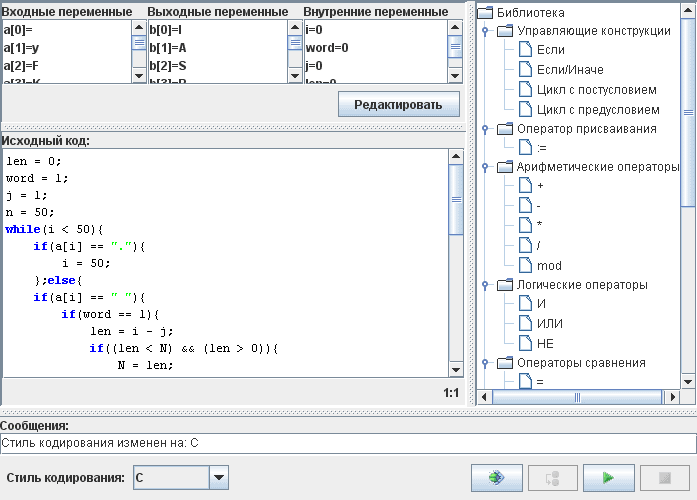 Входные переменные
a[0]=
a[1]=y
a[2]=F
a[3]=K
Выходные переменные
b[0]=I
b[1]=A
b[2]=S
Внутренние переменные
i=0
word=0
j=0
len=0
Редактировать
Исходный код:
len = 0;
word = 1;
j = 1;
n = 50;
while(i < 50){
if(a[i] == "."){
i = 50;
};else{
if(a[i] == " "){
if(word == 1){
len = i - j;
if((len < N) && (len > 0)){
N = len;
1:1
Библиотека
Управляющие конструкции
Если
Если/Иначе
Цикл с постусловием
Цикл с предусловием
Оператор присваивания
:=
Арифметические операторы
+
-
*
/
mod
Логические операторы
И
ИЛИ
НЕ
Операторы сравнения
=
Сообщения:
Стиль кодирования изменен на: C
Стиль кодирования:
C